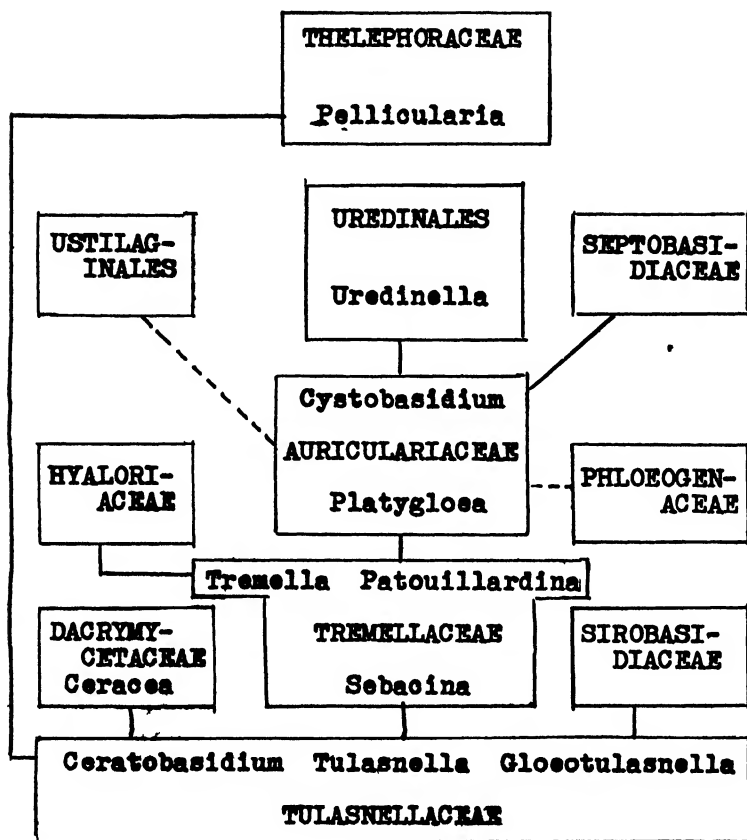 THELEPHORACEAE
Pellicularia
USTILAG-
INALES
UREDINALES
Uredinella
SEPTOBASI-
DIACEAE
Cystobasidium
AURICULARIACEAE
Platygloea
HYALORI-
ACEAE
PHLOEOGEN-
ACEAE
Tremella Patouillardina
DACRYMY-
CETACEAE
Ceracea
TREMELLACEAE
Sebacina
SIROBASI-
DIACEAE
Ceratobasidium Tulasnella Gloeotulasnella
TULASNELLACEAE